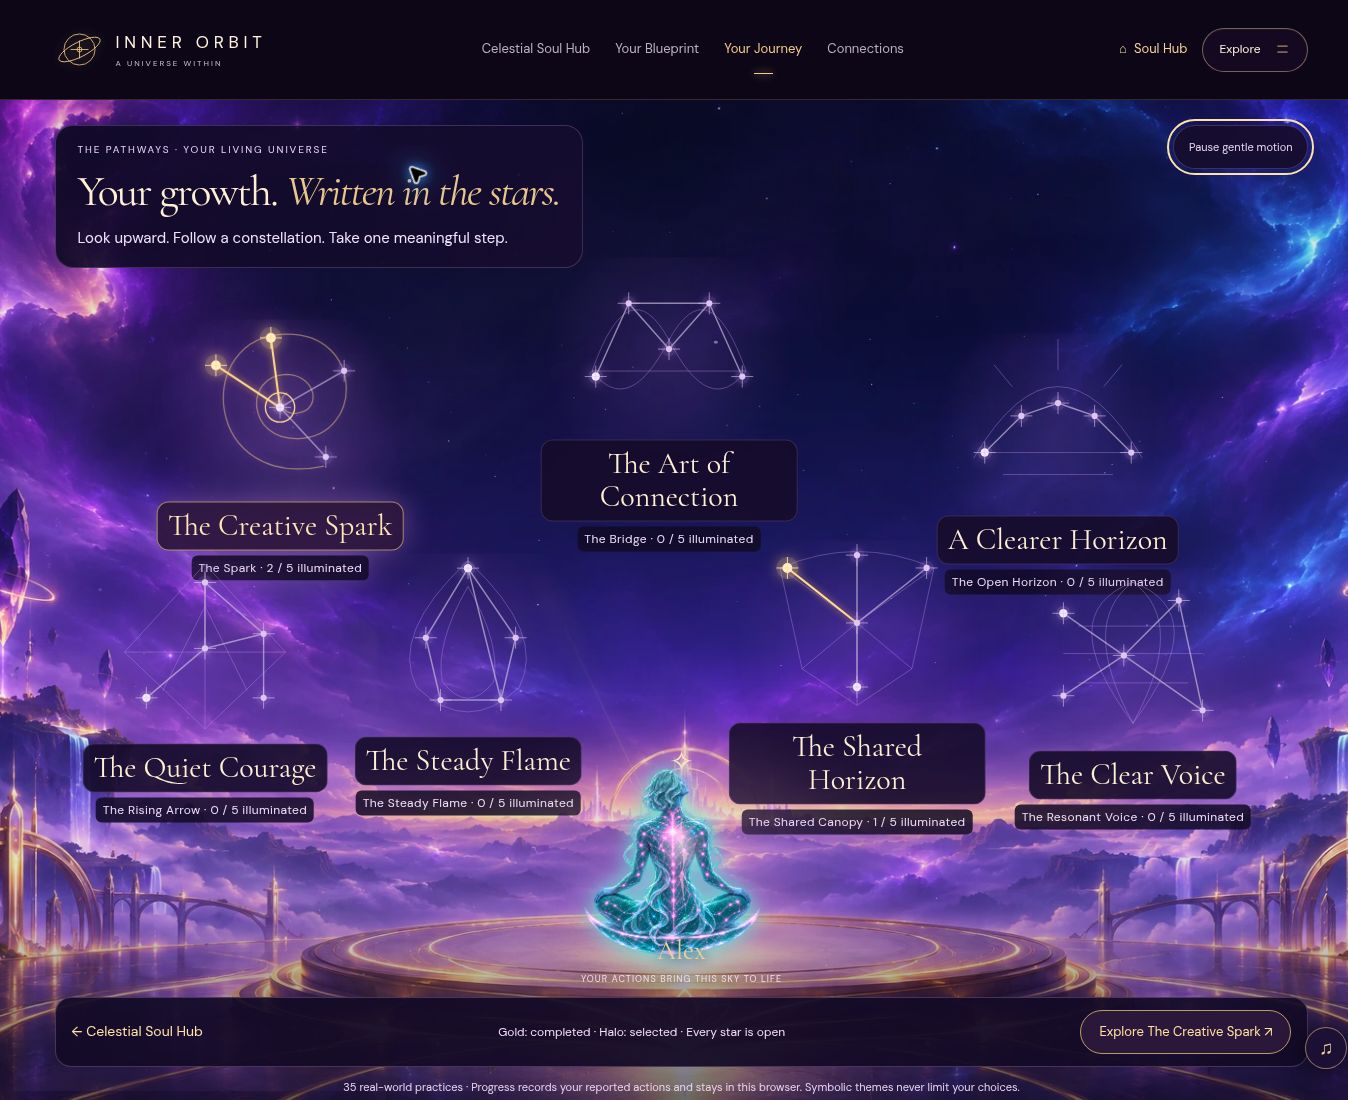 INNER ORBIT
A UNIVERSE WITHIN
Celestial Soul Hub
Your Blueprint
Your Journey
Connections
Soul Hub
Explore
THE PATHWAYS · YOUR LIVING UNIVERSE
Your growth. Written in the stars.
Look upward. Follow a constellation. Take one meaningful step.
Pause gentle motion
The Art of
Connection
The Bridge · 0 / 5 illuminated
The Creative Spark
The Spark · 2 / 5 illuminated
A Clearer Horizon
The Open Horizon · 0 / 5 illuminated
The Quiet Courage
The Rising Arrow · 0 / 5 illuminated
The Steady Flame
The Steady Flame · 0 / 5 illuminated
The Shared
Horizon
The Shared Canopy · 1 / 5 illuminated
The Clear Voice
The Resonant Voice · 0 / 5 illuminated
Alex
YOUR ACTIONS BRING THIS SKY TO LIFE
← Celestial Soul Hub
Gold: completed · Halo: selected · Every star is open
Explore The Creative Spark ↗
35 real-world practices · Progress records your reported actions and stays in this browser. Symbolic themes never limit your choices.